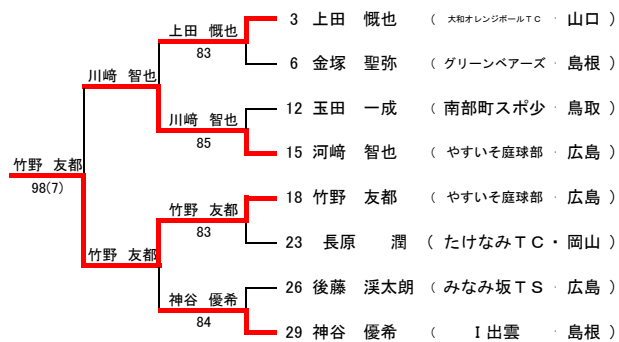 3 上田 慨也 （ 大和オレンジボールＴＣ ・ 山口 ）
上田 慨也
83
6 金塚 聖弥 （ グリーンベアーズ ・ 島根 ）
川﨑 智也
12 玉田 一成 （ 南部町スポ少 ・ 鳥取 ）
川﨑 智也
85
15 河﨑 智也 （ やすいそ庭球部 ・ 広島 ）
竹野 友都
98(7)
18 竹野 友都 （ やすいそ庭球部 ・ 広島 ）
竹野 友都
83
23 長原 潤 （ たけなみＴＣ ・ 岡山 ）
竹野 友都
26 後藤 渓太朗 （ みなみ坂ＴＳ ・ 広島 ）
神谷 優希
84
29 神谷 優希 （ Ｉ出雲 ・ 島根 ）